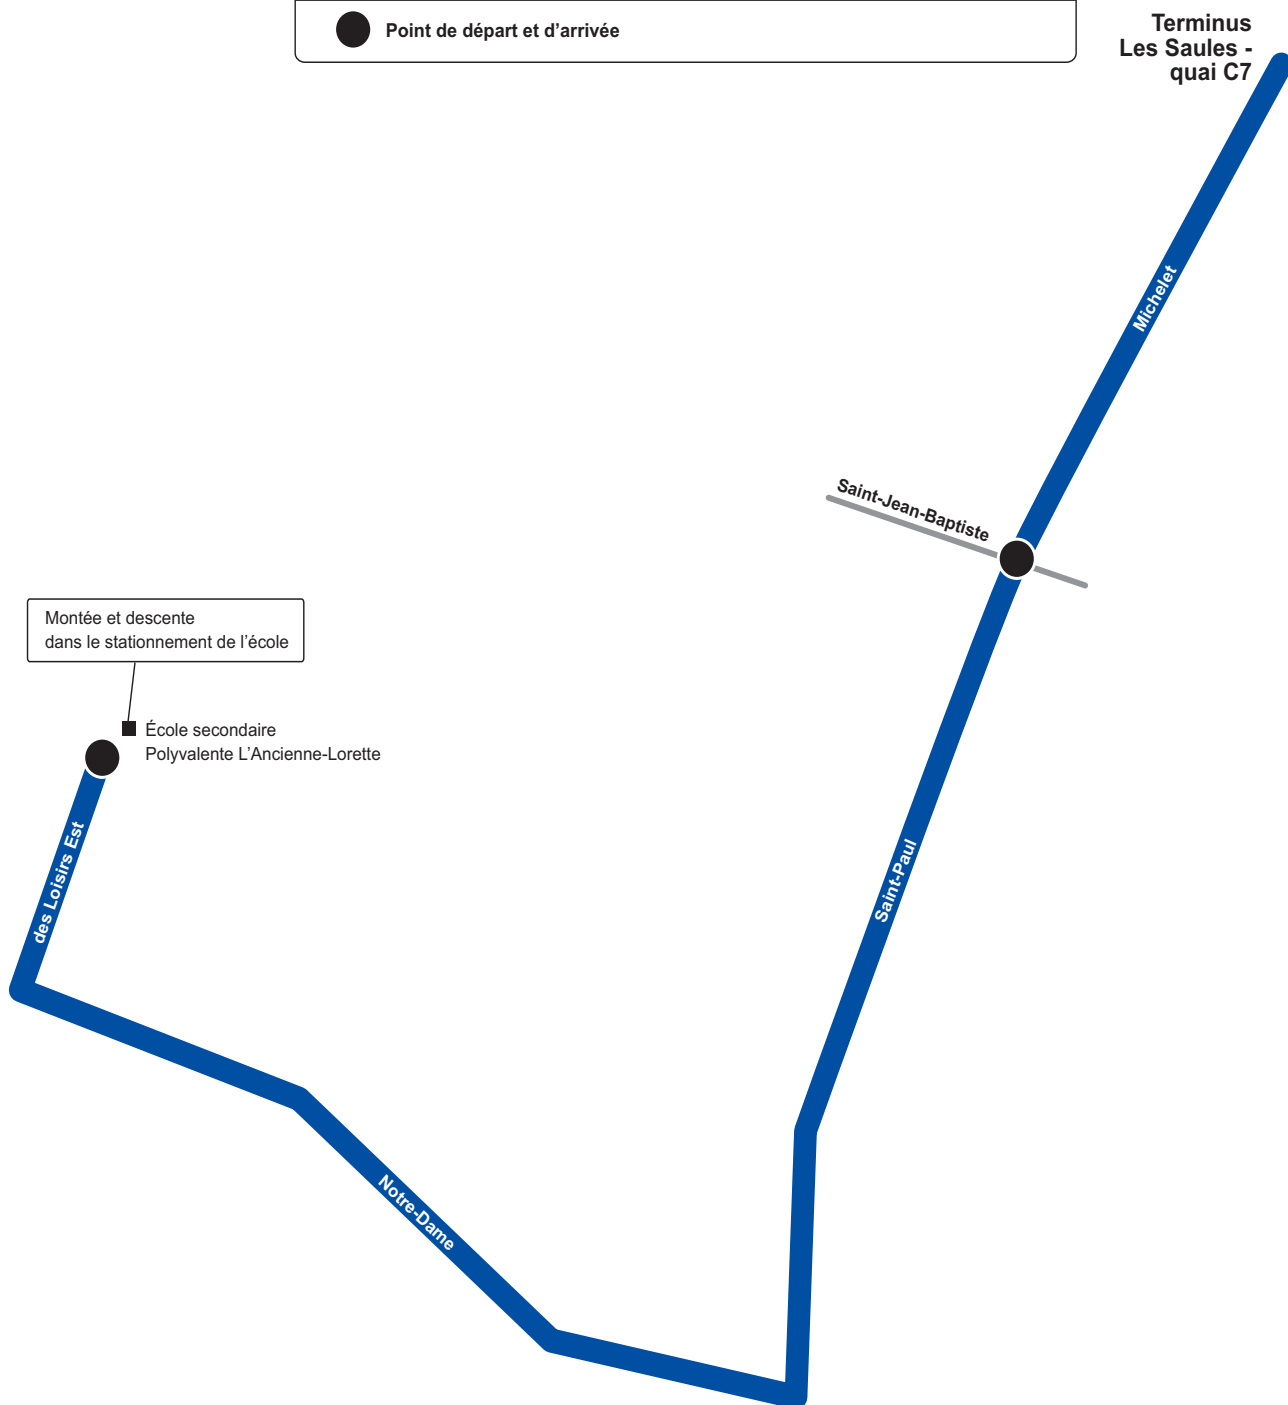 Point de départ et d'arrivée
Terminus
Les Saules -
quai C7
Michelet
Saint-Jean-Baptiste
Montée et descente
dans le stationnement de l'école
École secondaire
Polyvalente L'Ancienne-Lorette
des Loisirs Est
Saint-Paul
Notre-Dame